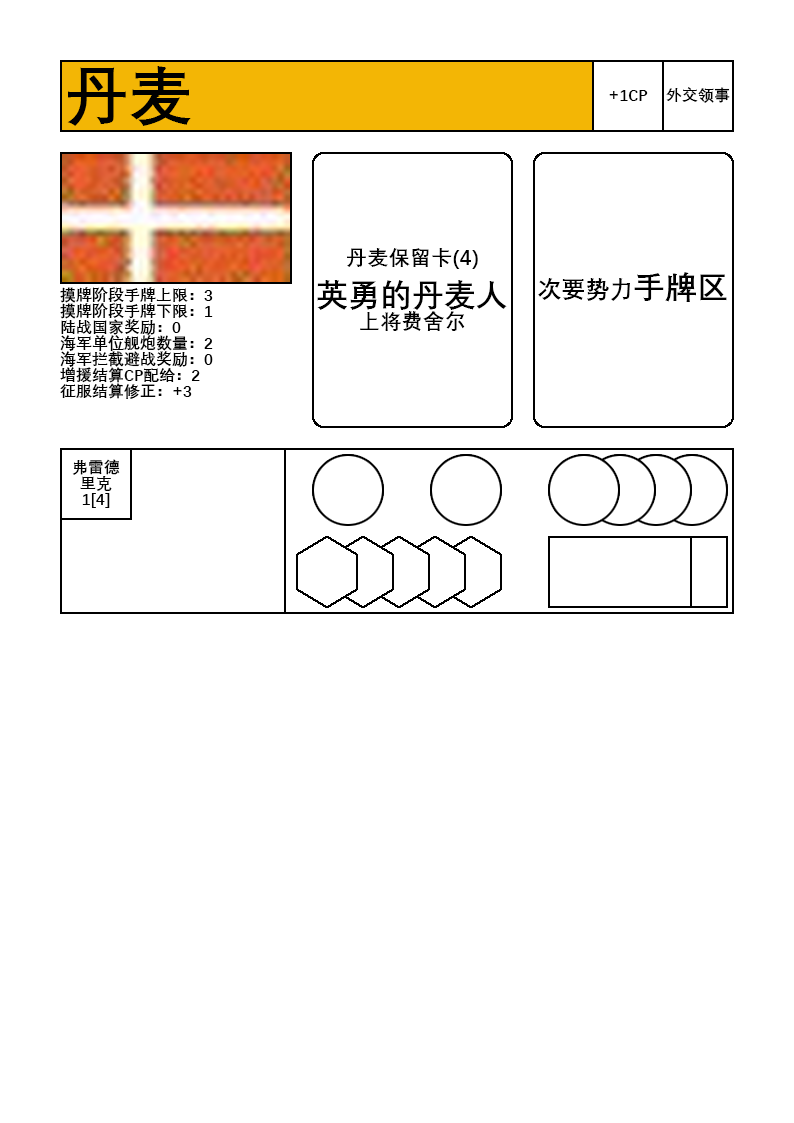 丹麦
+1CP
外交领事
摸牌阶段手牌上限：3
摸牌阶段手牌下限：1
陆战国家奖励：0
海军单位舰炮数量：2
海军拦截避战奖励：0
增援结算CP配给：2
征服结算修正：+3
丹麦保留卡(4)
英勇的丹麦人
上将费舍尔
次要势力手牌区
弗雷德
里克
1[4]